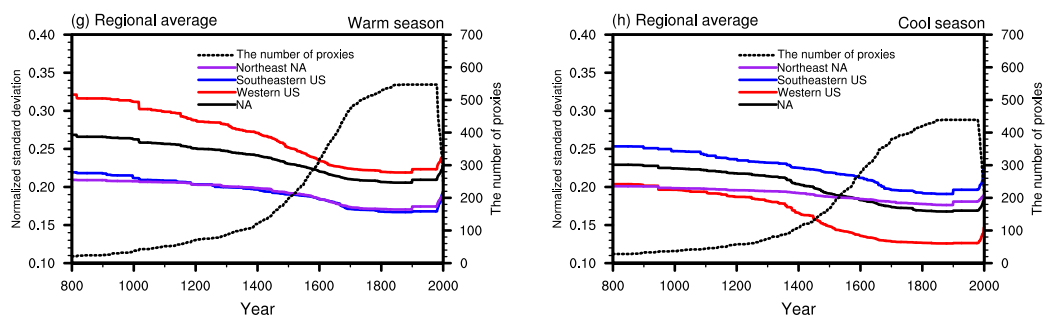 (g) Regional average Warm season
0.40
0.35
0.30
0.25
0.20
0.15
0.10
Normalized standard deviation
The number of proxies
Northeast NA
Southeastern US
Western US
NA
700
600
500
400
300
200
100
0
The number of proxies
800 1000 1200 1400 1600 1800 2000
Year
(h) Regional average Cool season
0.40
0.35
0.30
0.25
0.20
0.15
0.10
Normalized standard deviation
The number of proxies
Northeast NA
Southeastern US
Western US
NA
700
600
500
400
300
200
100
0
The number of proxies
800 1000 1200 1400 1600 1800 2000
Year